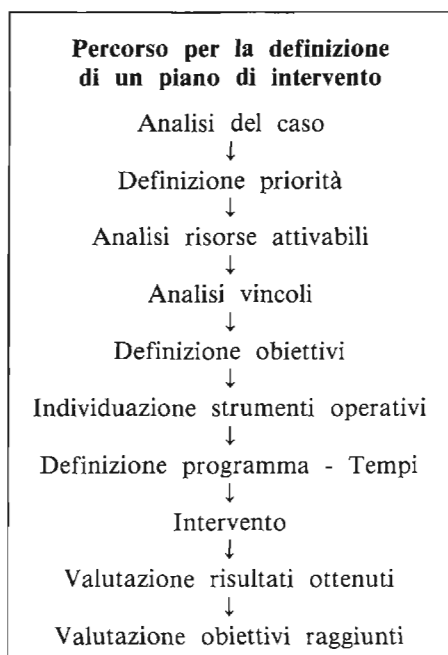 Percorso per la definizione
di un piano di intervento
Analisi del caso
↓
Definizione priorità
↓
Analisi risorse attivabili
↓
Analisi vincoli
↓
Definizione obiettivi
↓
Individuazione strumenti operativi
↓
Definizione programma - Tempi
↓
Intervento
↓
Valutazione risultati ottenuti
↓
Valutazione obiettivi raggiunti